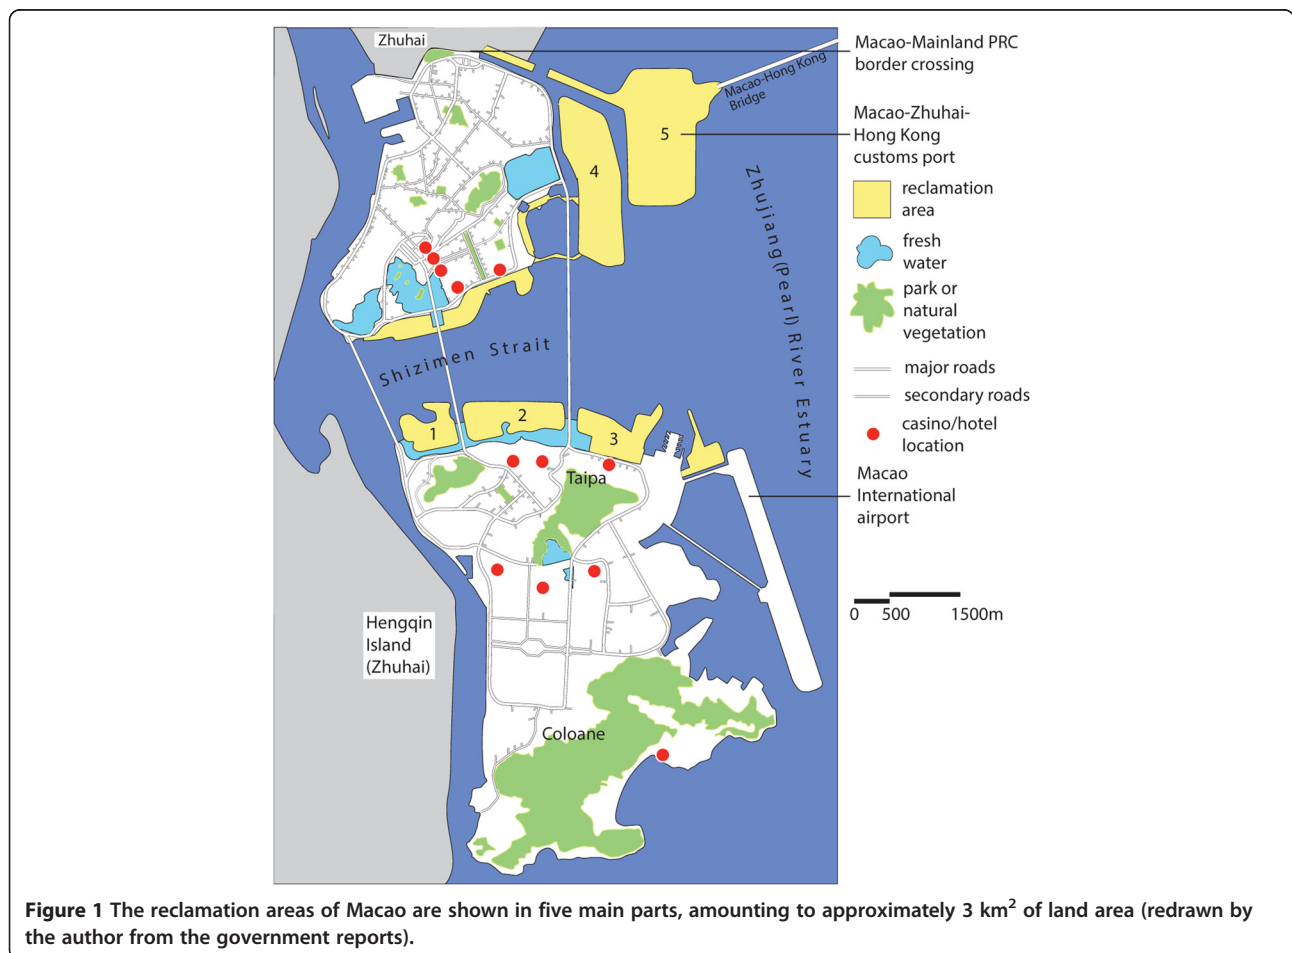 Zhuhai
Macao-Hong Kong
Bridge
Macao-Mainland PRC
border crossing
Macao-Zhuhai-
Hong Kong
customs port
5
4
Zhujiang (Pearl) River Estuary
Shizimen Strait
1
2
3
Taipa
Hengqin
Island
(Zhuhai)
Coloane
reclamation
area
fresh
water
park or
natural
vegetation
major roads
secondary roads
casino/hotel
location
Macao
International
airport
0 500 1500m
Figure 1 The reclamation areas of Macao are shown in five main parts, amounting to approximately 3 km² of land area (redrawn by
the author from the government reports).